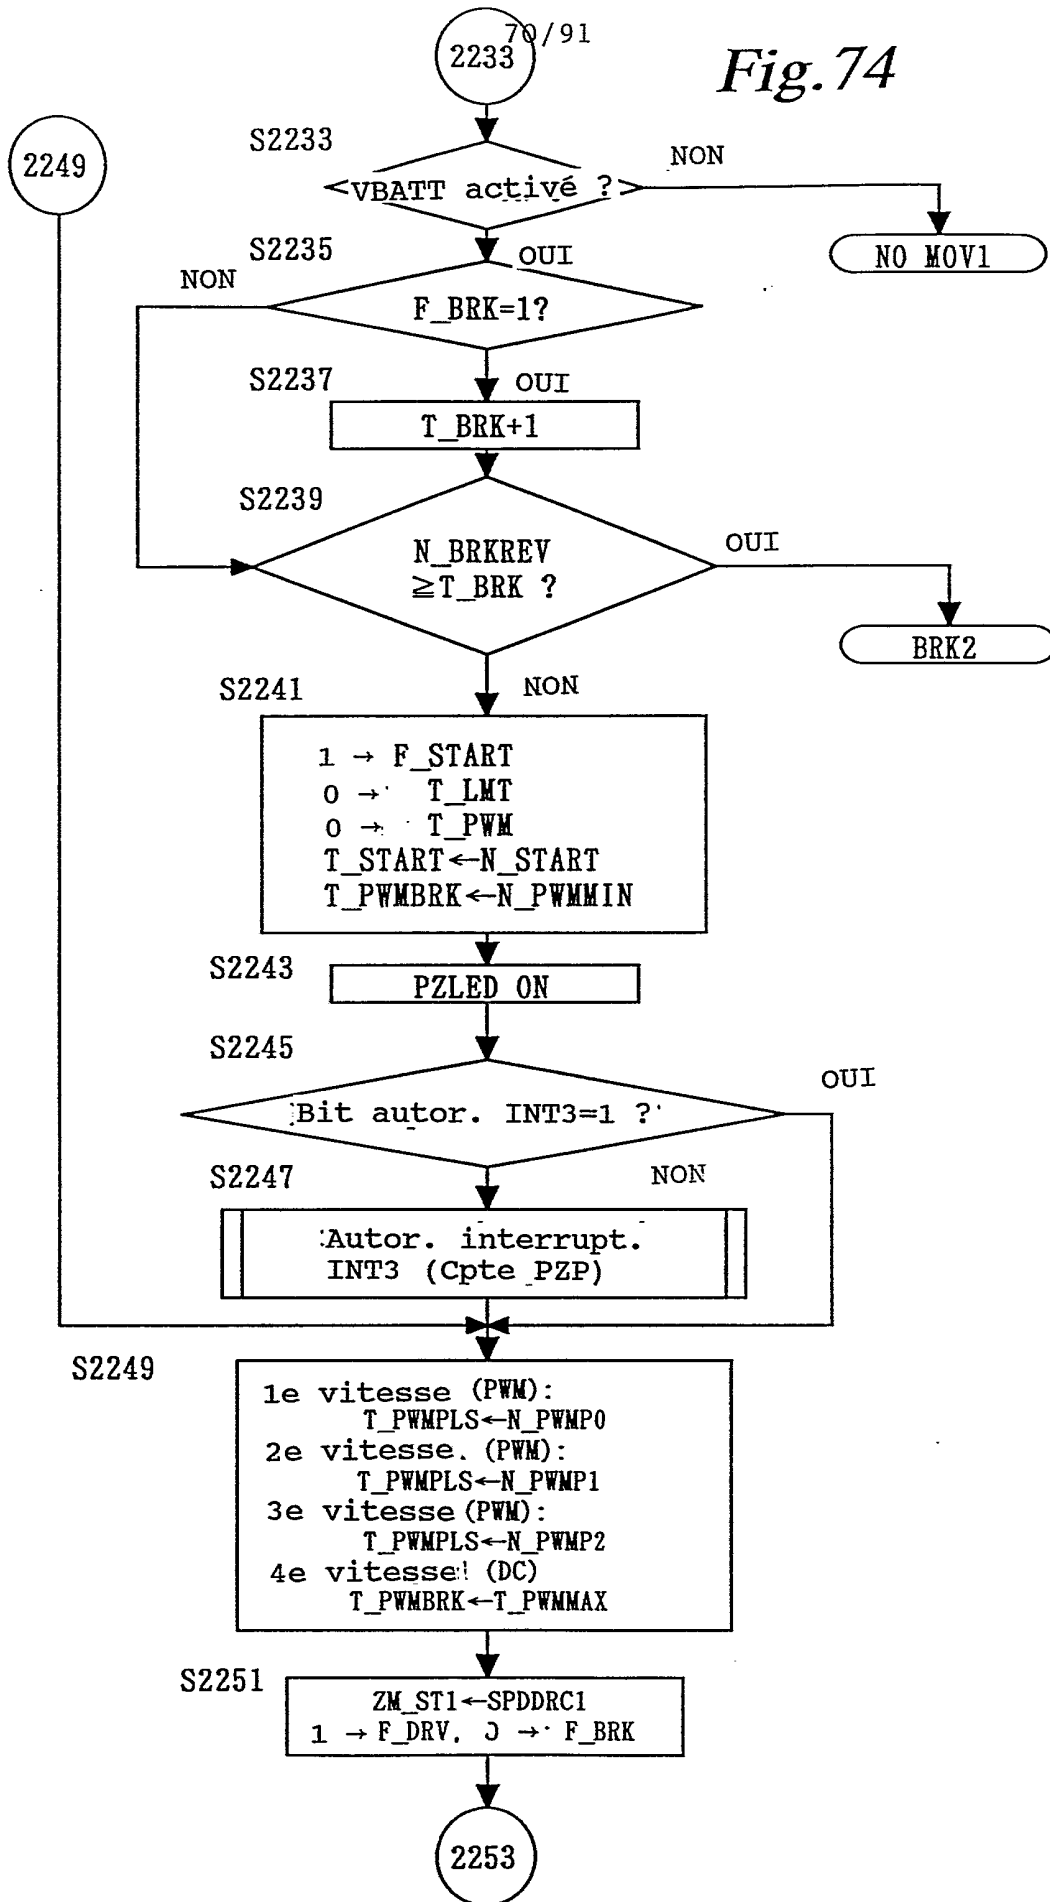 70/91
2233
Fig.74
2249
S2233
VBATT activé ?
NON
NO MOV1
S2235
OUI
NON
F_BRK=1?
S2237
OUI
T_BRK+1
S2239
N_BRKREV
≧T_BRK ?
OUI
BRK2
S2241
NON
1 → F_START
0 → T_LMT
0 → T_PWM
T_START←N_START
T_PWMBRK←N_PWMMIN
S2243
PZLED ON
S2245
OUI
Bit autor. INT3=1 ?
S2247
NON
Autor. interrupt.
INT3 (Cpte PZP)
S2249
1e vitesse (PWM):
T_PWMPLS←N_PWMP0
2e vitesse. (PWM):
T_PWMPLS←N_PWMP1
3e vitesse (PWM):
T_PWMPLS←N_PWMP2
4e vitesse (DC)
T_PWMBRK←T_PWMMAX
S2251
ZM_ST1←SPDDRC1
1 → F_DRV, 0 → F_BRK
2253